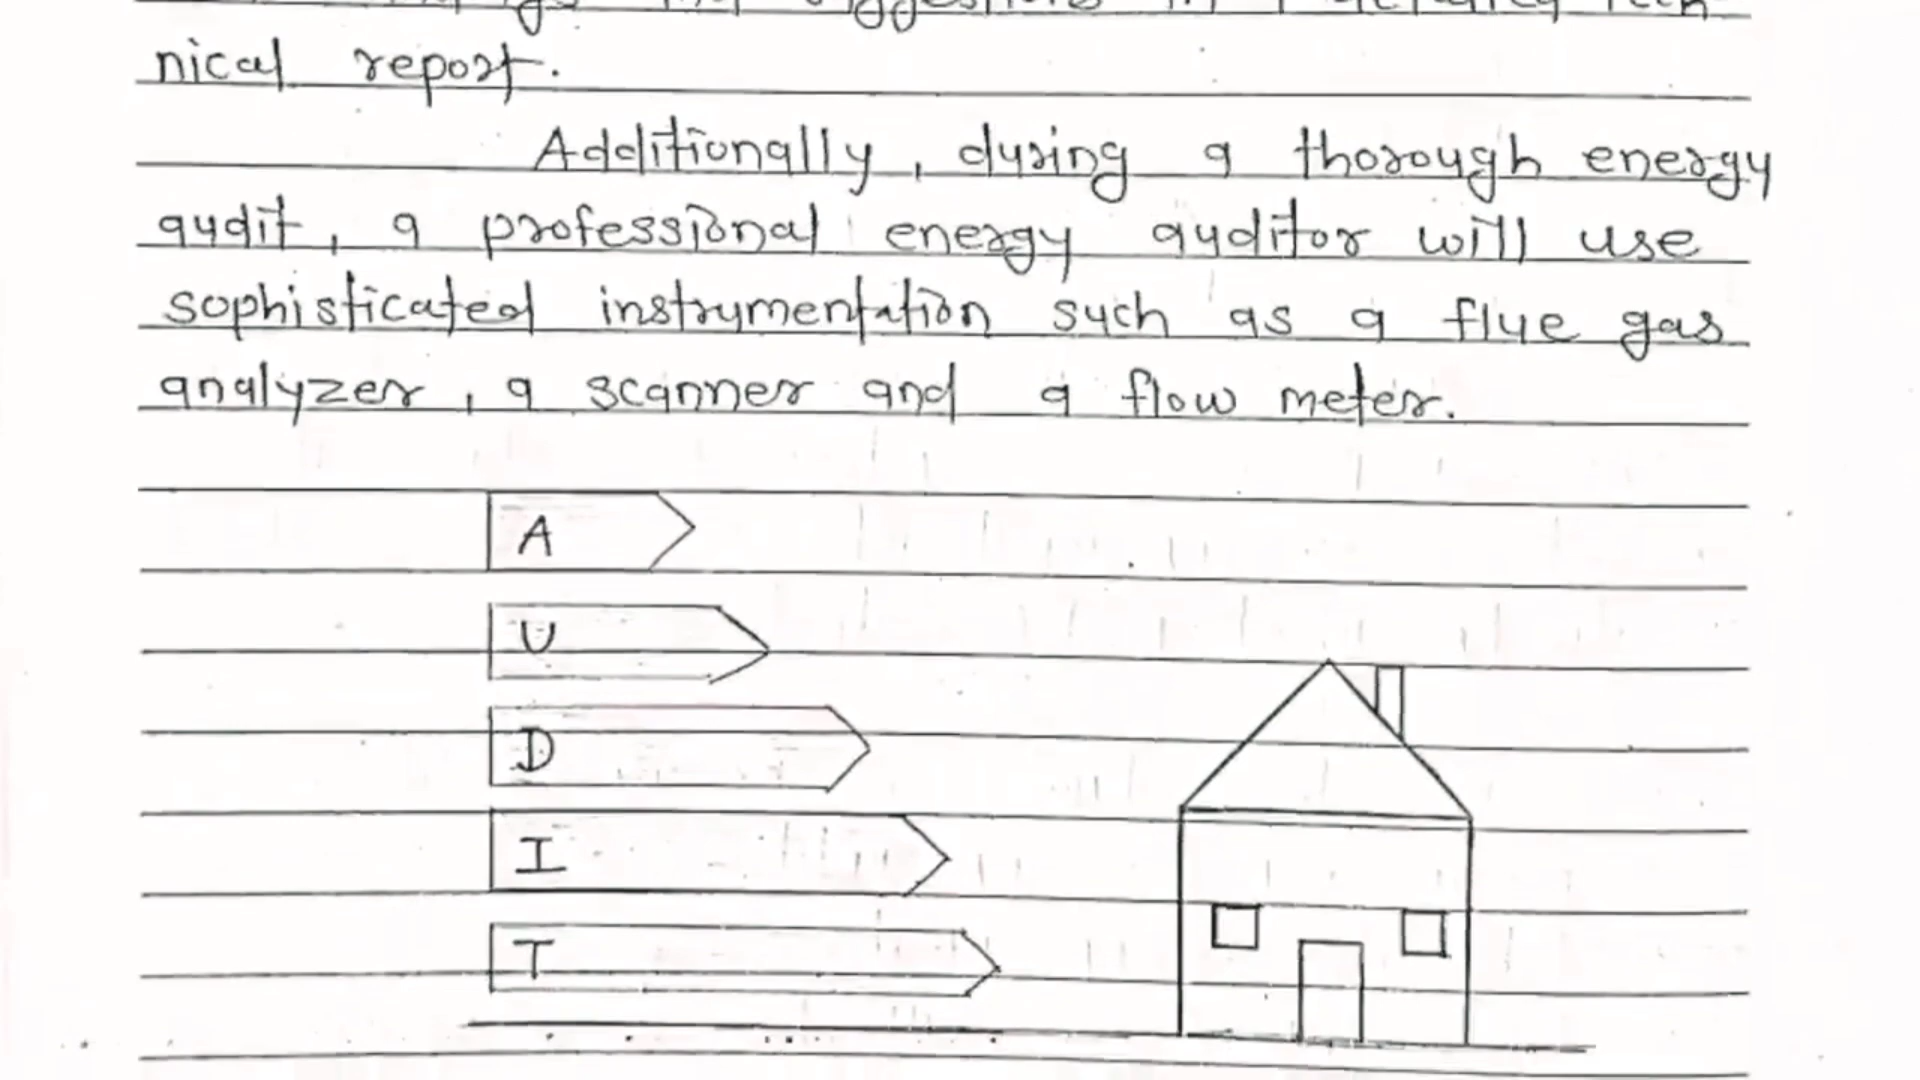 nical report.
Additionally, during a thorough energy
audit, a professional energy auditor will use
sophisticated instrumentation such as a flue gas
analyzer, a scanner and a flow meter.
A
U
D
I
T